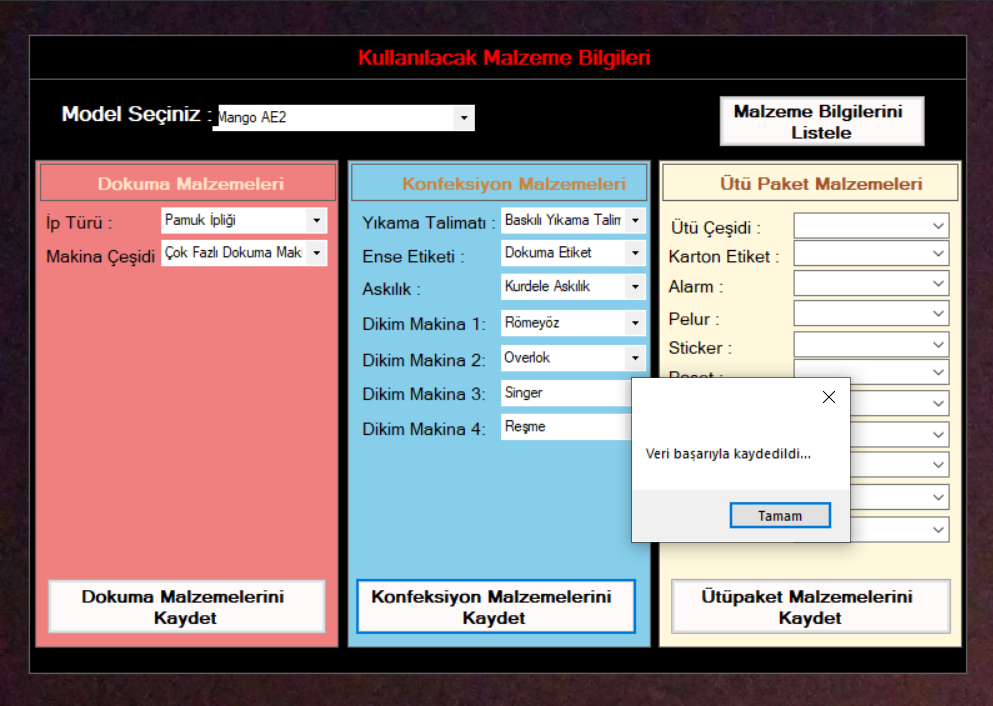 Kullanılacak Malzeme Bilgileri
Model Seçiniz : Mango AE2
Malzeme Bilgilerini
Listele
Dokuma Malzemeleri
İp Türü : Pamuk İpliği
Makina Çeşidi Çok Fazlı Dokuma Mak
Dokuma Malzemelerini
Kaydet
Konfeksiyon Malzemeleri
Yıkama Talimatı : Baskılı Yıkama Talim
Ense Etiketi : Dokuma Etiket
Askılık : Kurdele Askılık
Dikim Makina 1: Römeyöz
Dikim Makina 2: Overlok
Dikim Makina 3: Singer
Dikim Makina 4: Reşme
Konfeksiyon Malzemelerini
Kaydet
Ütü Paket Malzemeleri
Ütü Çeşidi :
Karton Etiket :
Alarm :
Pelur :
Sticker :
Veri başarıyla kaydedildi...
Tamam
Ütüpaket Malzemelerini
Kaydet